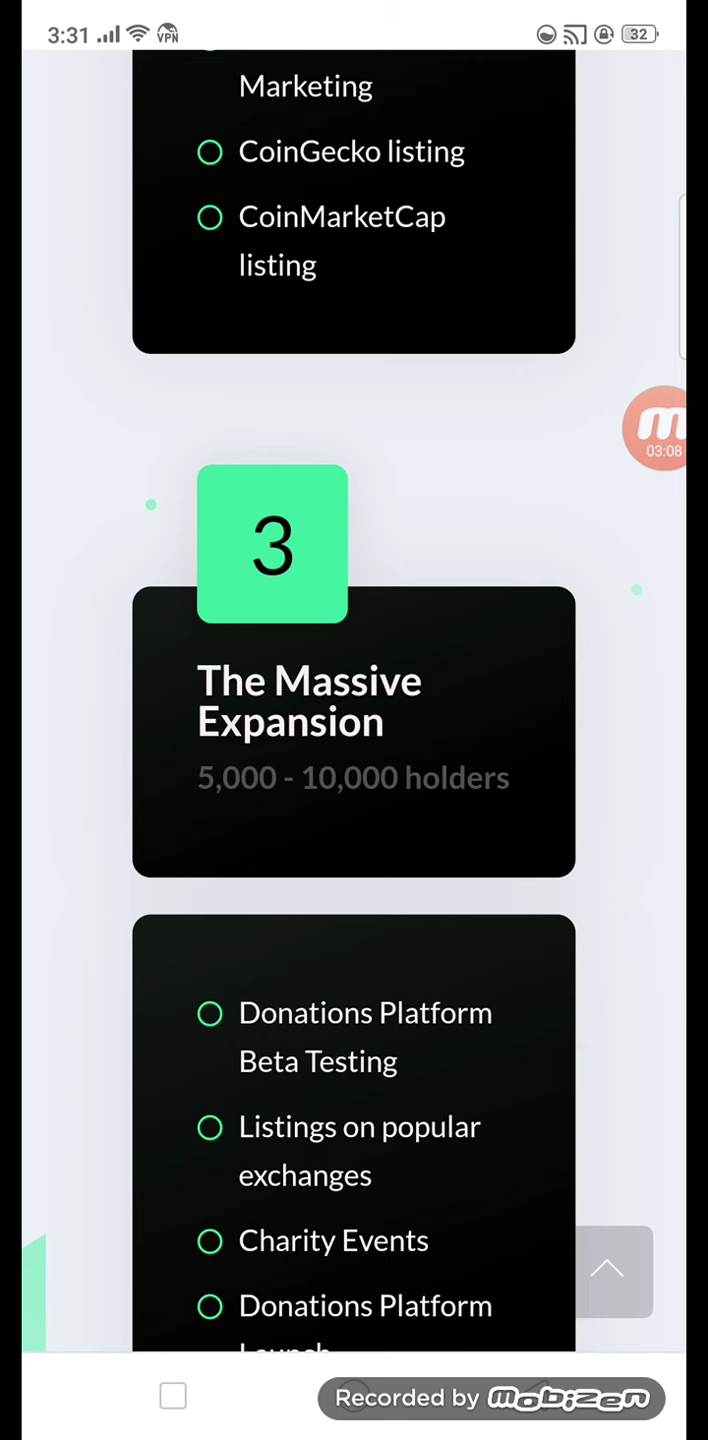 3:31 VPN 32
Marketing
CoinGecko listing
CoinMarketCap
listing
m
03:08
3
The Massive
Expansion
5,000 - 10,000 holders
Donations Platform
Beta Testing
Listings on popular
exchanges
Charity Events
Donations Platform
Launch
Recorded by mobizen